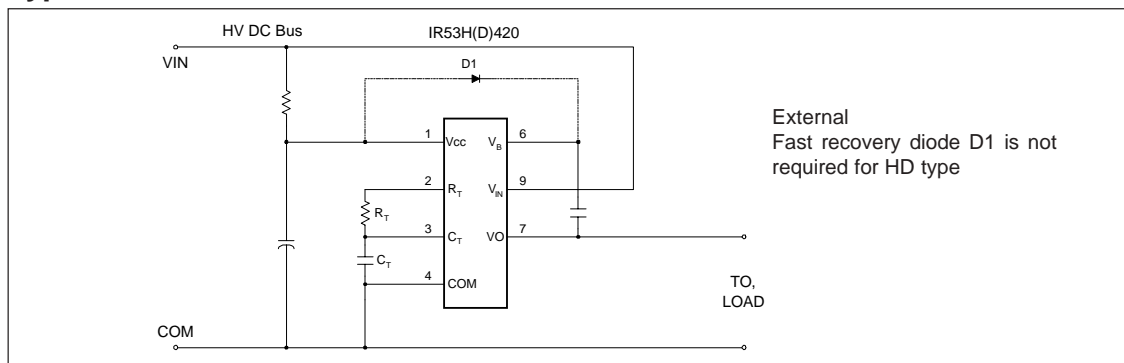 HV DC Bus
IR53H(D)420
VIN
D1
External
Fast recovery diode D1 is not
required for HD type
1
Vcc
VB
6
2
RT
VIN
9
RT
3
CT
VO
7
CT
4
COM
TO,
LOAD
COM